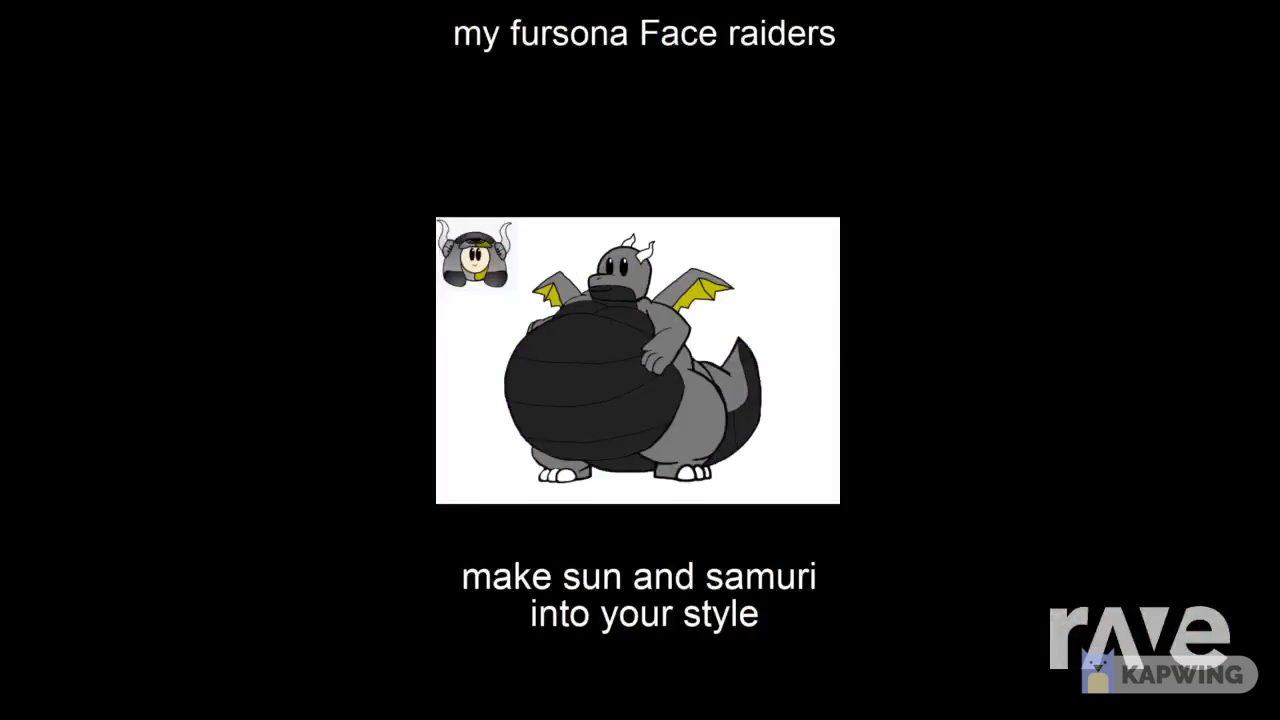 my fursona Face raiders
make sun and samuri
into your style
rave
KAPWING